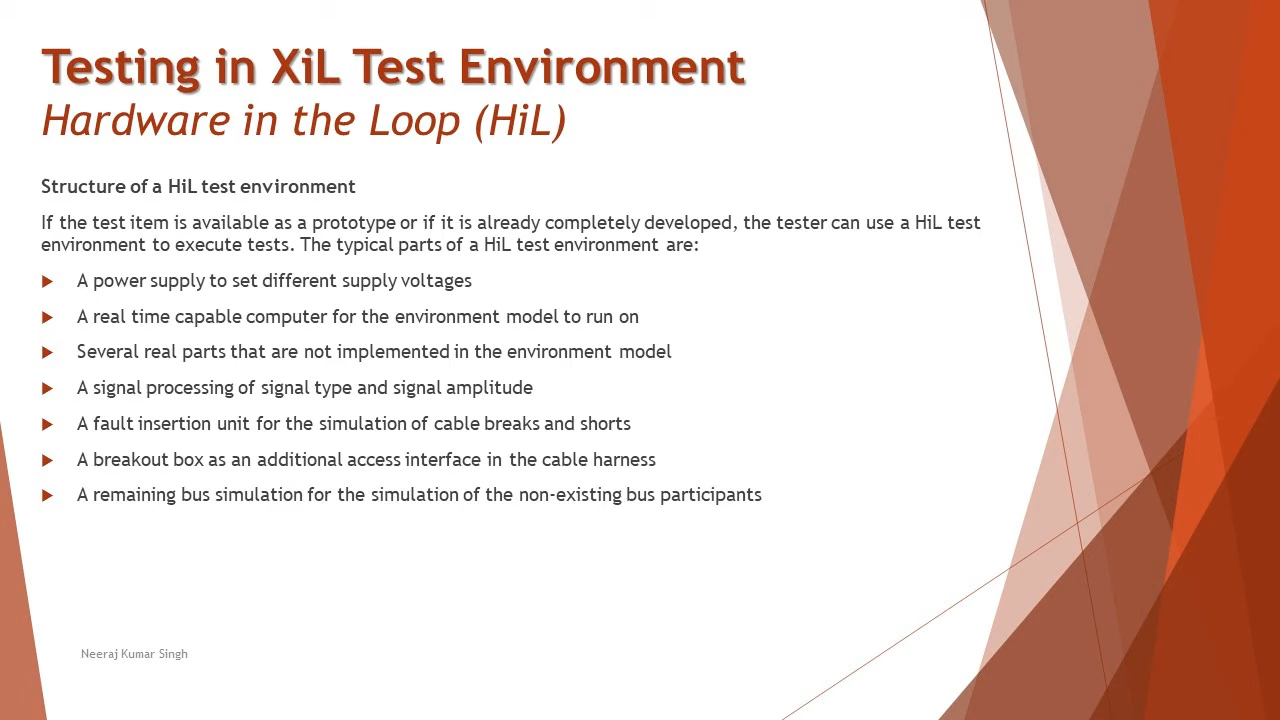 Testing in XiL Test Environment
Hardware in the Loop (HiL)
Structure of a HiL test environment
If the test item is available as a prototype or if it is already completely developed, the tester can use a HiL test
environment to execute tests. The typical parts of a HiL test environment are:
A power supply to set different supply voltages
A real time capable computer for the environment model to run on
Several real parts that are not implemented in the environment model
A signal processing of signal type and signal amplitude
A fault insertion unit for the simulation of cable breaks and shorts
A breakout box as an additional access interface in the cable harness
A remaining bus simulation for the simulation of the non-existing bus participants
Neeraj Kumar Singh